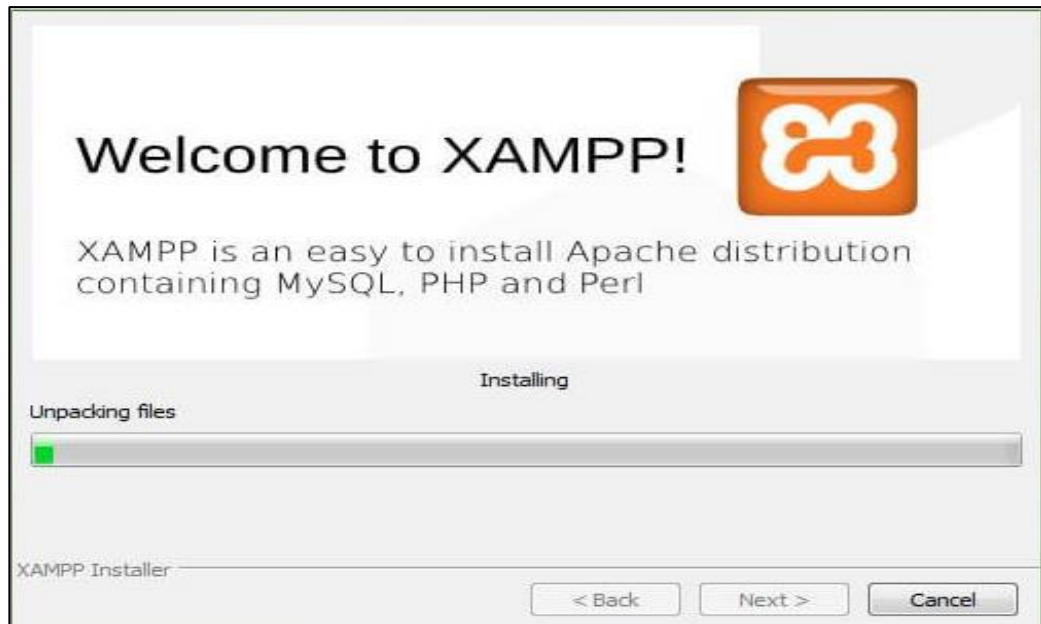 Welcome to XAMPP!
XAMPP is an easy to install Apache distribution
containing MySQL, PHP and Perl
Installing
Unpacking files
XAMPP Installer
< Back
Next >
Cancel